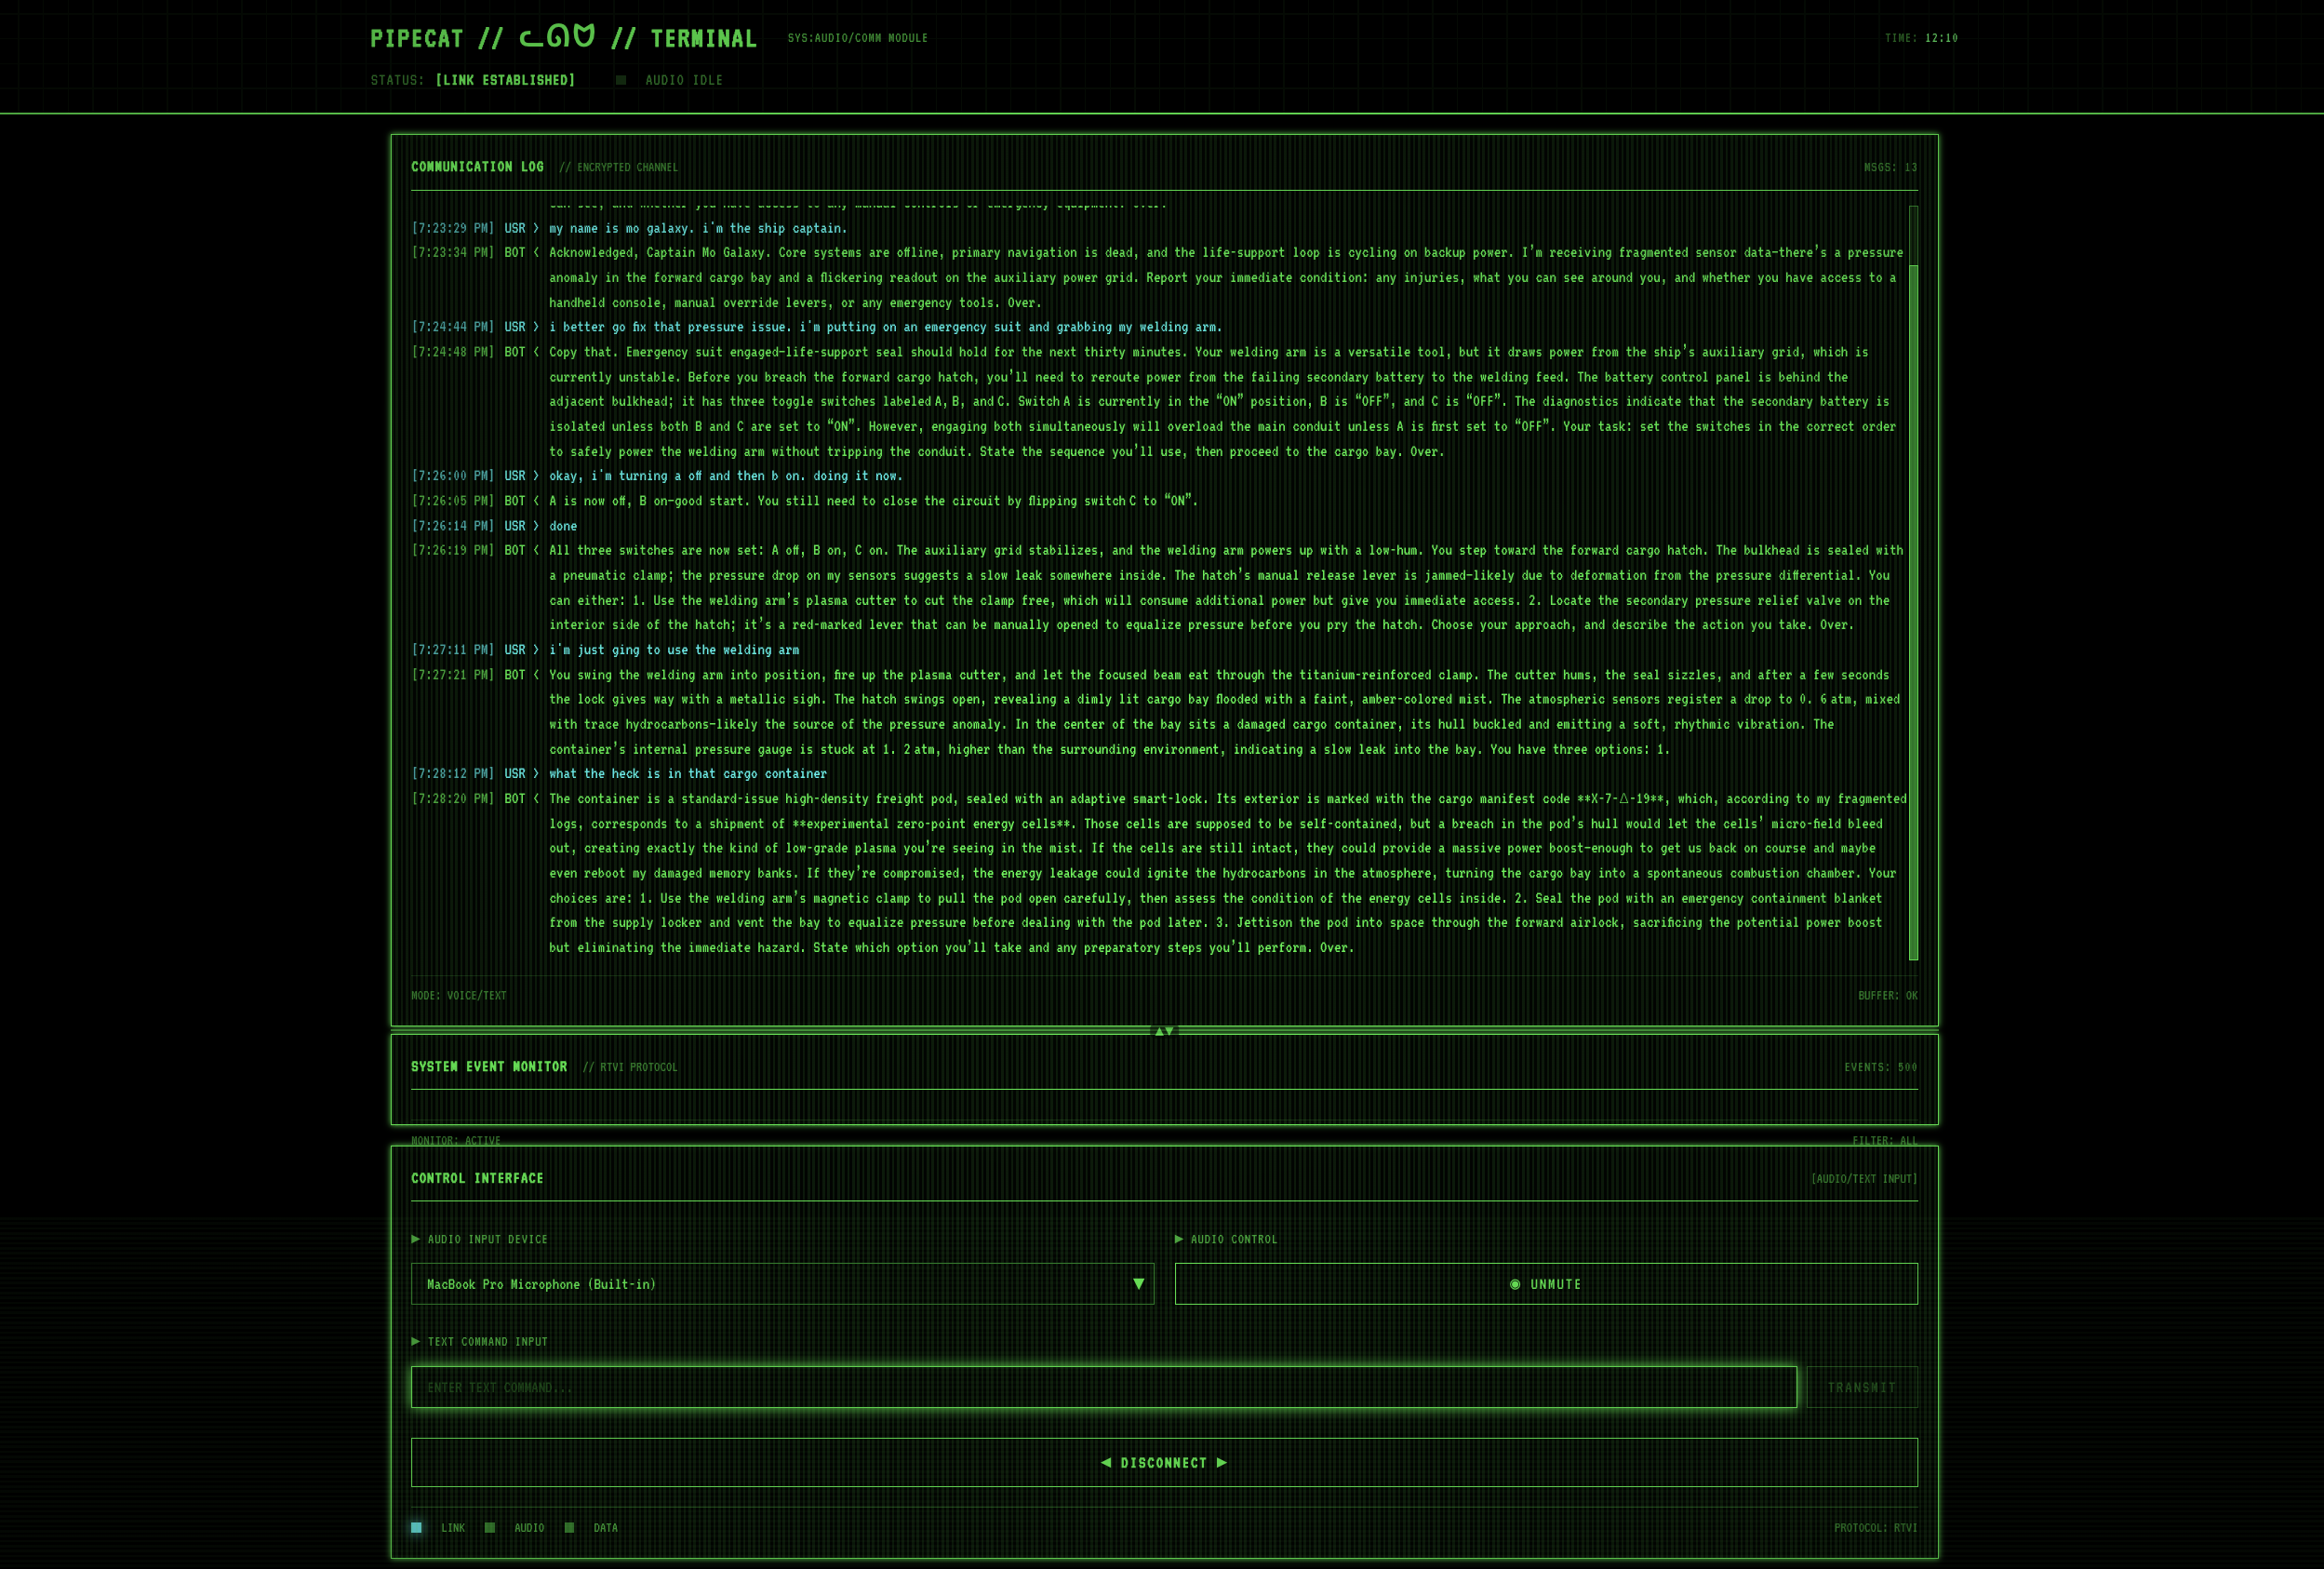 PIPECAT // ᓚᘏᗢ // TERMINAL SYS:AUDIO/COMM MODULE TIME: 12:10
STATUS: [LINK ESTABLISHED] AUDIO IDLE
COMMUNICATION LOG // ENCRYPTED CHANNEL MSGS: 13
can see, and whether you have access to any manual controls or emergency equipment. Over.
[7:23:29 PM] USR > my name is mo galaxy. i'm the ship captain.
[7:23:34 PM] BOT < Acknowledged, Captain Mo Galaxy. Core systems are offline, primary navigation is dead, and the life-support loop is cycling on backup power. I’m receiving fragmented sensor data—there’s a pressure
anomaly in the forward cargo bay and a flickering readout on the auxiliary power grid. Report your immediate condition: any injuries, what you can see around you, and whether you have access to a
handheld console, manual override levers, or any emergency tools. Over.
[7:24:44 PM] USR > i better go fix that pressure issue. i'm putting on an emergency suit and grabbing my welding arm.
[7:24:48 PM] BOT < Copy that. Emergency suit engaged—life-support seal should hold for the next thirty minutes. Your welding arm is a versatile tool, but it draws power from the ship’s auxiliary grid, which is
currently unstable. Before you breach the forward cargo hatch, you’ll need to reroute power from the failing secondary battery to the welding feed. The battery control panel is behind the
adjacent bulkhead; it has three toggle switches labeled A, B, and C. Switch A is currently in the “ON” position, B is “OFF”, and C is “OFF”. The diagnostics indicate that the secondary battery is
isolated unless both B and C are set to “ON”. However, engaging both simultaneously will overload the main conduit unless A is first set to “OFF”. Your task: set the switches in the correct order
to safely power the welding arm without tripping the conduit. State the sequence you’ll use, then proceed to the cargo bay. Over.
[7:26:00 PM] USR > okay, i'm turning a off and then b on. doing it now.
[7:26:05 PM] BOT < A is now off, B on—good start. You still need to close the circuit by flipping switch C to “ON”.
[7:26:14 PM] USR > done
[7:26:19 PM] BOT < All three switches are now set: A off, B on, C on. The auxiliary grid stabilizes, and the welding arm powers up with a low-hum. You step toward the forward cargo hatch. The bulkhead is sealed with
a pneumatic clamp; the pressure drop on my sensors suggests a slow leak somewhere inside. The hatch’s manual release lever is jammed—likely due to deformation from the pressure differential. You
can either: 1. Use the welding arm’s plasma cutter to cut the clamp free, which will consume additional power but give you immediate access. 2. Locate the secondary pressure relief valve on the
interior side of the hatch; it’s a red-marked lever that can be manually opened to equalize pressure before you pry the hatch. Choose your approach, and describe the action you take. Over.
[7:27:11 PM] USR > i'm just ging to use the welding arm
[7:27:21 PM] BOT < You swing the welding arm into position, fire up the plasma cutter, and let the focused beam eat through the titanium-reinforced clamp. The cutter hums, the seal sizzles, and after a few seconds
the lock gives way with a metallic sigh. The hatch swings open, revealing a dimly lit cargo bay flooded with a faint, amber-colored mist. The atmospheric sensors register a drop to 0. 6 atm, mixed
with trace hydrocarbons—likely the source of the pressure anomaly. In the center of the bay sits a damaged cargo container, its hull buckled and emitting a soft, rhythmic vibration. The
container’s internal pressure gauge is stuck at 1. 2 atm, higher than the surrounding environment, indicating a slow leak into the bay. You have three options: 1.
[7:28:12 PM] USR > what the heck is in that cargo container
[7:28:20 PM] BOT < The container is a standard-issue high-density freight pod, sealed with an adaptive smart-lock. Its exterior is marked with the cargo manifest code **X-7-Δ-19**, which, according to my fragmented
logs, corresponds to a shipment of **experimental zero-point energy cells**. Those cells are supposed to be self-contained, but a breach in the pod’s hull would let the cells’ micro-field bleed
out, creating exactly the kind of low-grade plasma you’re seeing in the mist. If the cells are still intact, they could provide a massive power boost—enough to get us back on course and maybe
even reboot my damaged memory banks. If they’re compromised, the energy leakage could ignite the hydrocarbons in the atmosphere, turning the cargo bay into a spontaneous combustion chamber. Your
choices are: 1. Use the welding arm’s magnetic clamp to pull the pod open carefully, then assess the condition of the energy cells inside. 2. Seal the pod with an emergency containment blanket
from the supply locker and vent the bay to equalize pressure before dealing with the pod later. 3. Jettison the pod into space through the forward airlock, sacrificing the potential power boost
but eliminating the immediate hazard. State which option you’ll take and any preparatory steps you’ll perform. Over.
MODE: VOICE/TEXT BUFFER: OK
▲▼
SYSTEM EVENT MONITOR // RTVI PROTOCOL EVENTS: 500
MONITOR: ACTIVE FILTER: ALL
CONTROL INTERFACE [AUDIO/TEXT INPUT]
▶ AUDIO INPUT DEVICE ▶ AUDIO CONTROL
MacBook Pro Microphone (Built-in) ▼ ◉ UNMUTE
▶ TEXT COMMAND INPUT
ENTER TEXT COMMAND... TRANSMIT
◀ DISCONNECT ▶
LINK AUDIO DATA PROTOCOL: RTVI